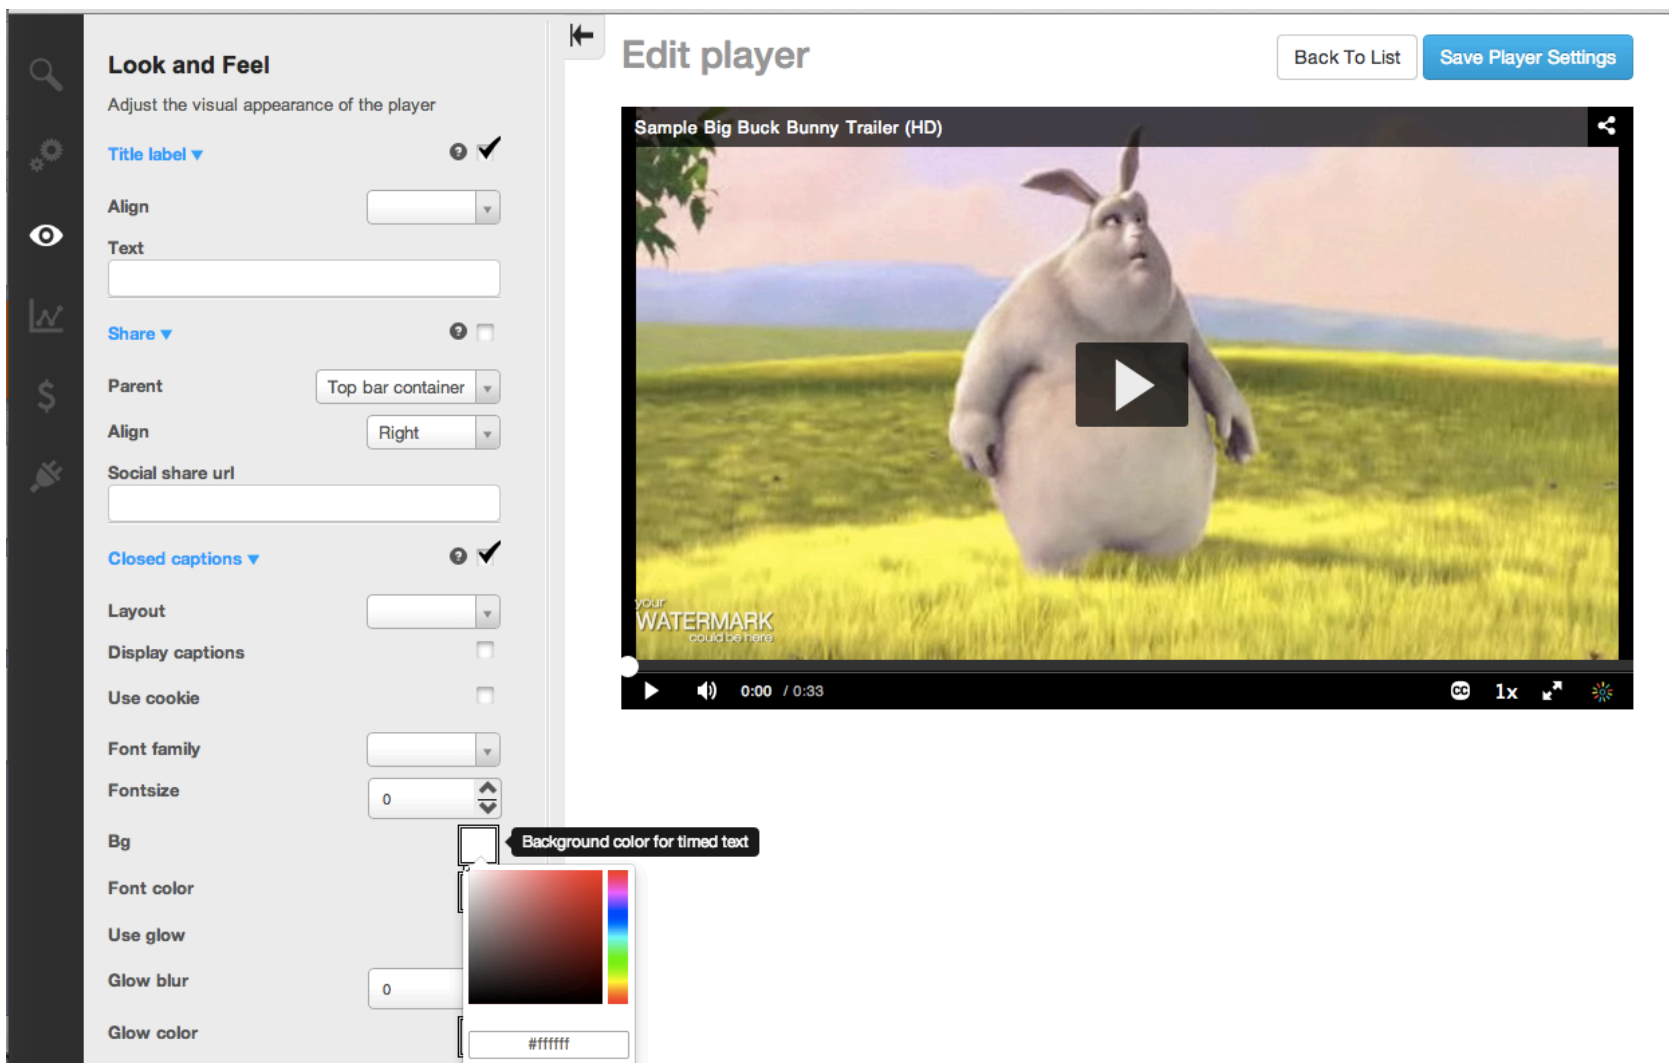 Look and Feel
Adjust the visual appearance of the player
Title label ▼
Align
Text
Share ▼
Parent Top bar container
Align Right
Social share url
Closed captions ▼
Layout
Display captions
Use cookie
Font family
Fontsize 0
Bg
Background color for timed text
Font color
Use glow
Glow blur 0
Glow color
#ffffff
Edit player
Back To List
Save Player Settings
Sample Big Buck Bunny Trailer (HD)
your
WATERMARK
could be here
0:00 / 0:33
CC
1x